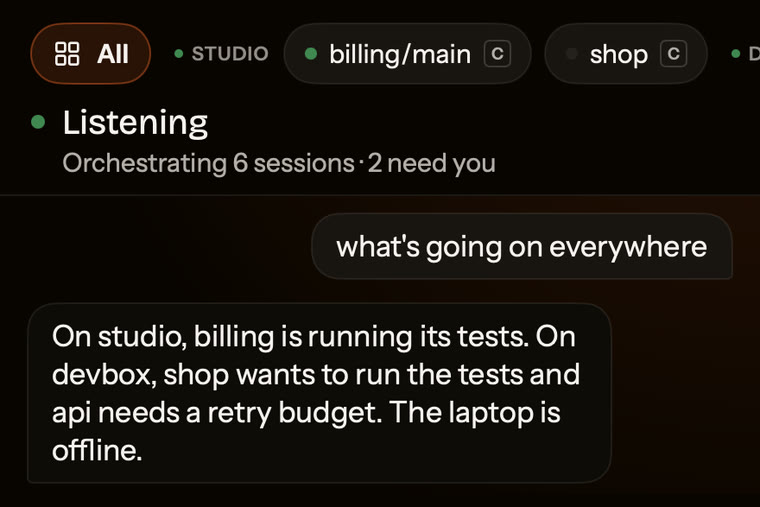 All STUDIO billing/main C shop C D
Listening
Orchestrating 6 sessions · 2 need you
what's going on everywhere
On studio, billing is running its tests. On
devbox, shop wants to run the tests and
api needs a retry budget. The laptop is
offline.